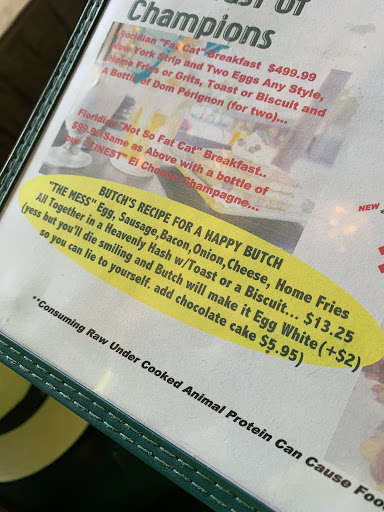 of
Champions
Floridian "Fat Cat" Breakfast $499.99
New York Strip and Two Eggs Any Style,
Home Fries or Grits, Toast or Biscuit and
A Bottle of Dom Pérignon (for two)...
Floridian "Not So Fat Cat" Breakfast..
Same as Above with a bottle of
our "FINEST" El Cheapo Champagne...
BUTCH'S RECIPE FOR A HAPPY BUTCH
"THE MESS" Egg, Sausage,Bacon,Onion,Cheese, Home Fries
All Together in a Heavenly Hash w/Toast or a Biscuit... $13.25
(yes but you'll die smiling and Butch will make it Egg White (+$2)
so you can lie to yourself. add chocolate cake $5.95)
NEW
**Consuming Raw Under Cooked Animal Protein Can Cause